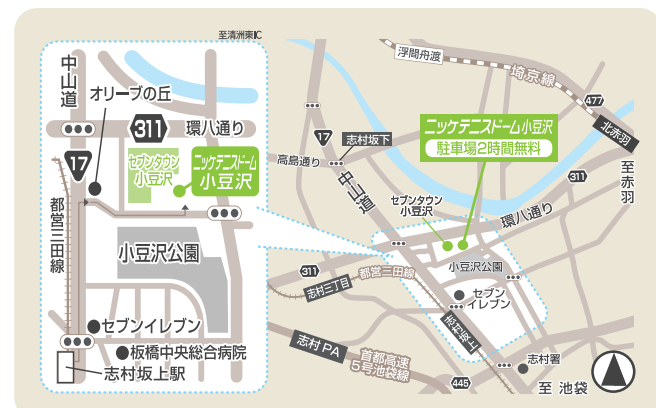 至清洲東IC
中山道
オリーブの丘
311
環八通り
17
セブンタウン
小豆沢
ニッケテニスドーム
小豆沢
都営三田線
小豆沢公園
セブンイレブン
板橋中央総合病院
志村坂上駅
浮間舟渡
埼京線
477
北赤羽
至赤羽
ニッケテニスドーム小豆沢
駐車場2時間無料
17
志村坂下
高島通り
中山道
311
セブンタウン
小豆沢
環八通り
小豆沢公園
311
都営三田線
志村三丁目
セブン
イレブン
志村坂上
志村 PA
首都高速
5号池袋線
志村署
445
至 池袋